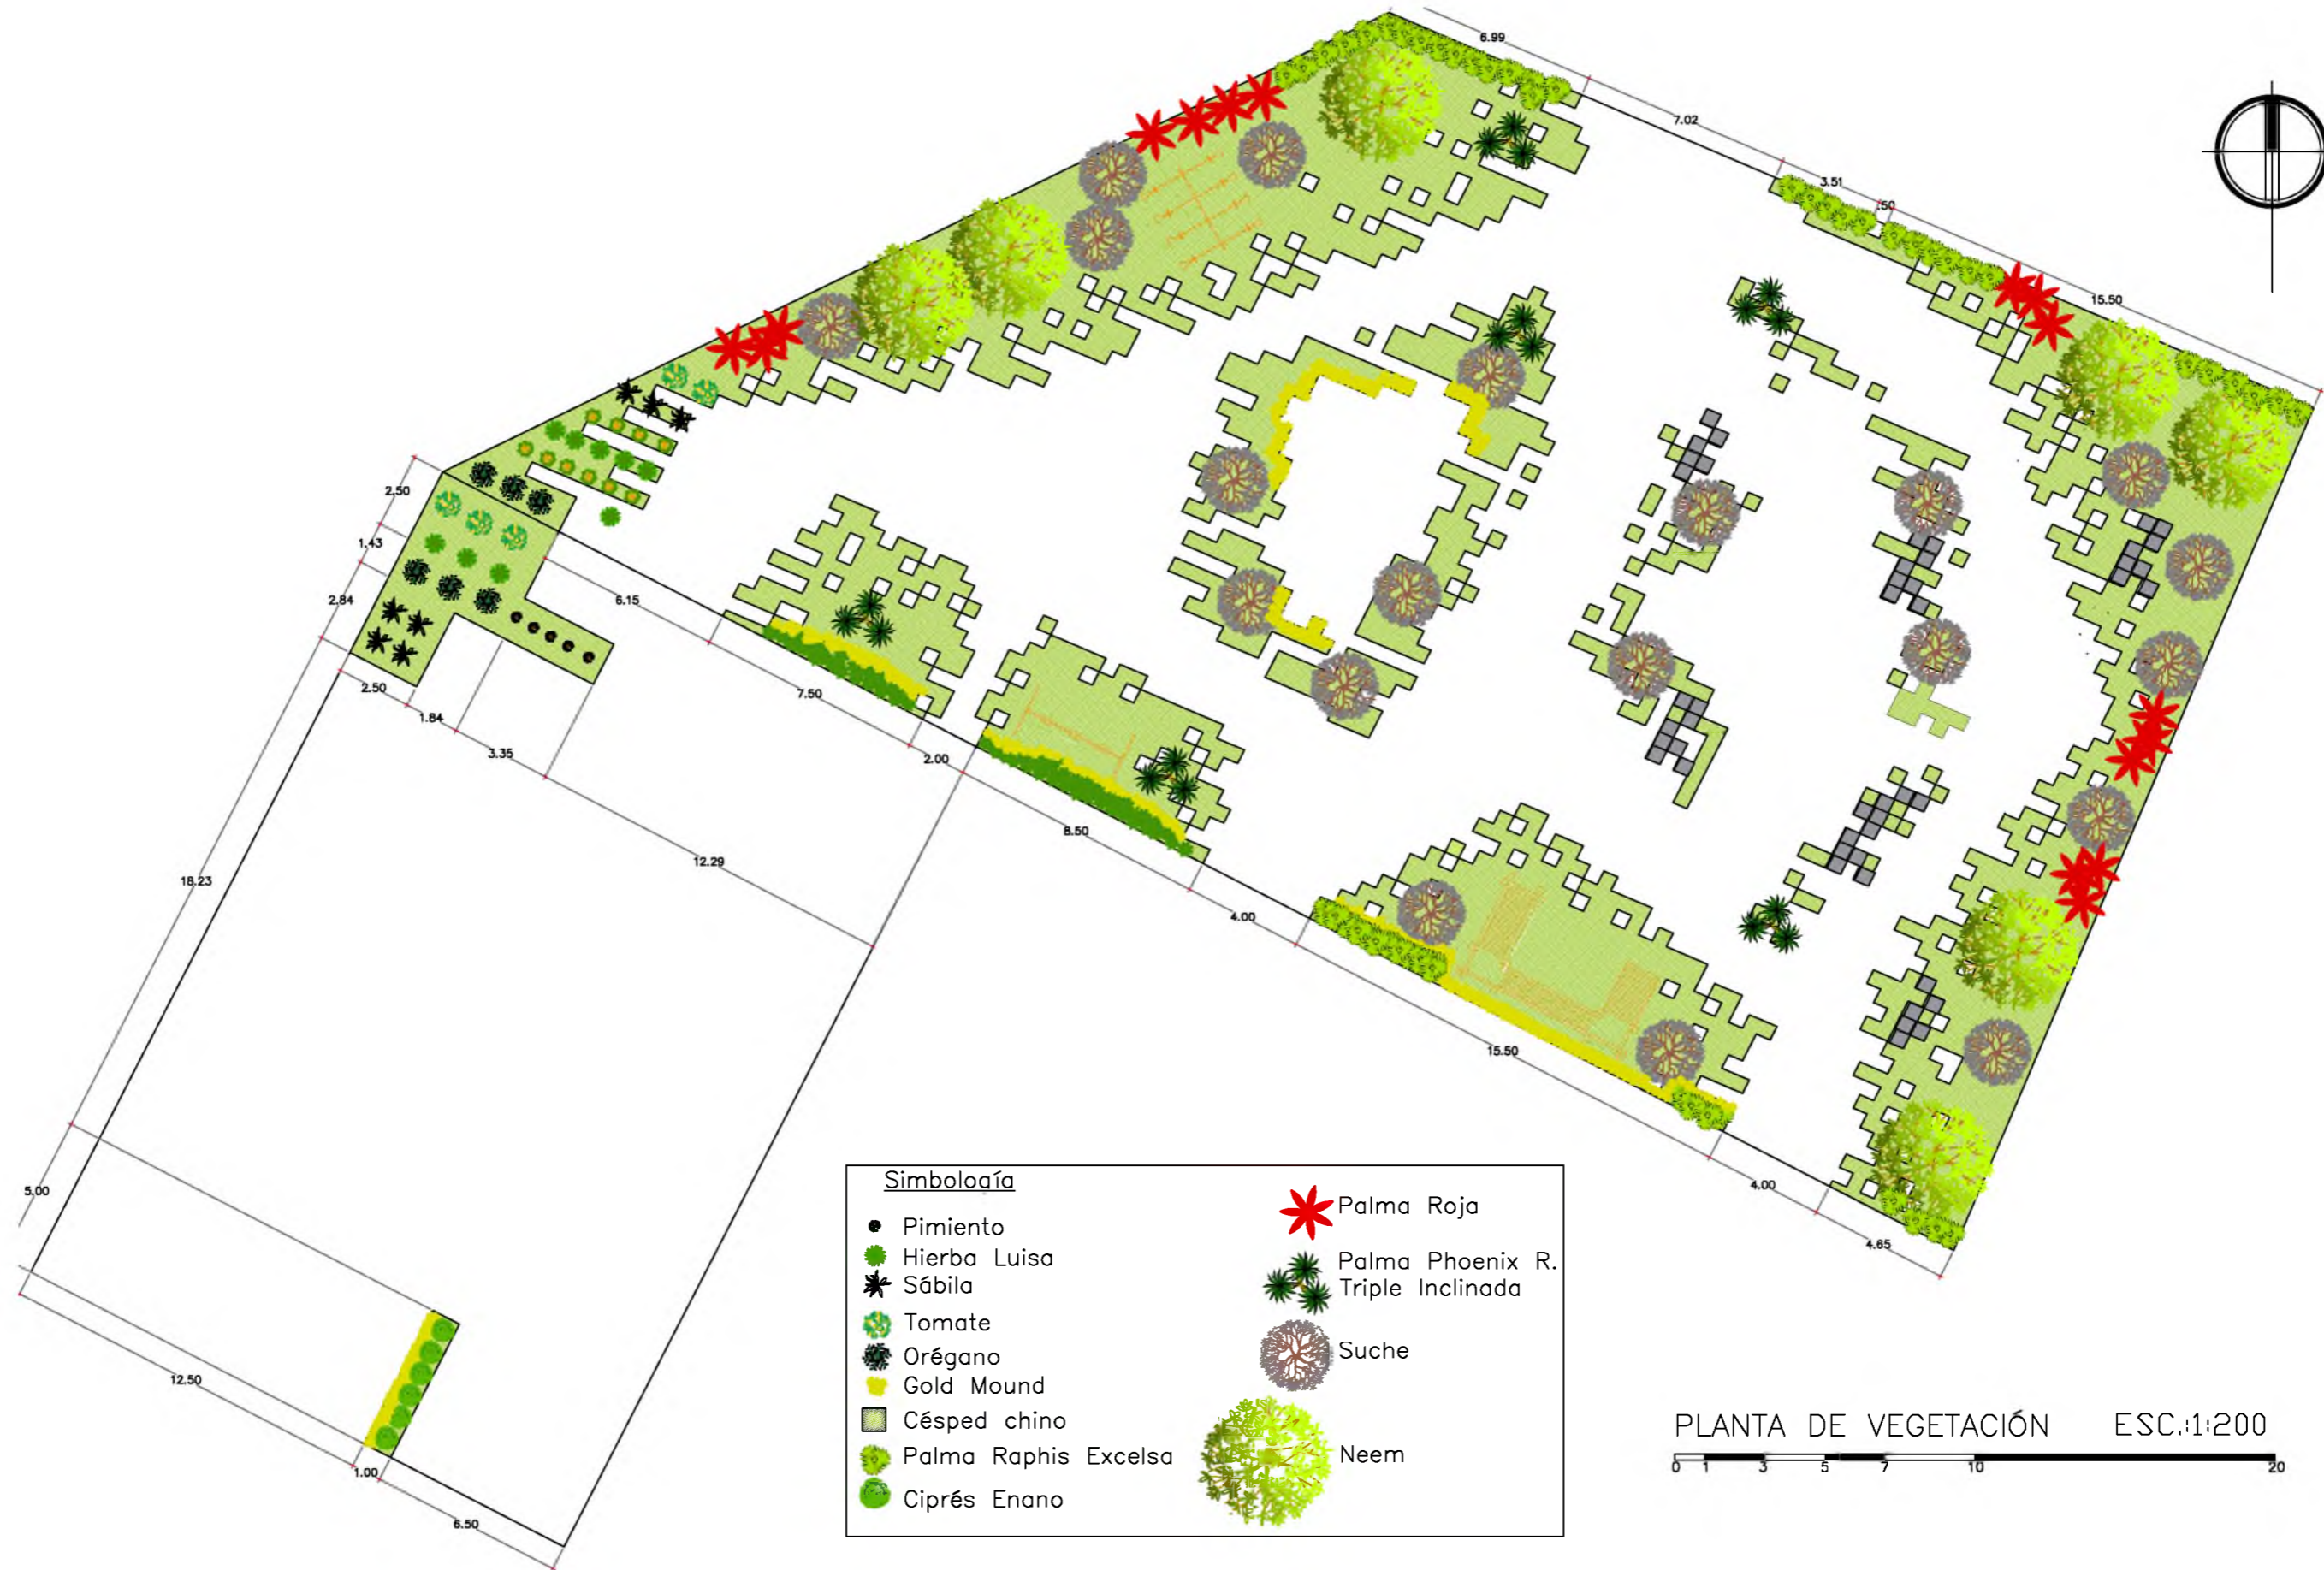 6.99
7.02
3.51
.50
15.50
2.50
1.43
2.84
6.15
2.50
7.50
1.84
3.35
2.00
8.50
12.29
18.23
4.00
15.50
5.00
4.00
4.65
12.50
1.00
6.50
Simbología
Pimiento
Hierba Luisa
Sábila
Tomate
Orégano
Gold Mound
Césped chino
Palma Raphis Excelsa
Ciprés Enano
Palma Roja
Palma Phoenix R.
Triple Inclinada
Suche
Neem
PLANTA DE VEGETACIÓN ESC.:1:200
0 1 3 5 7 10 20